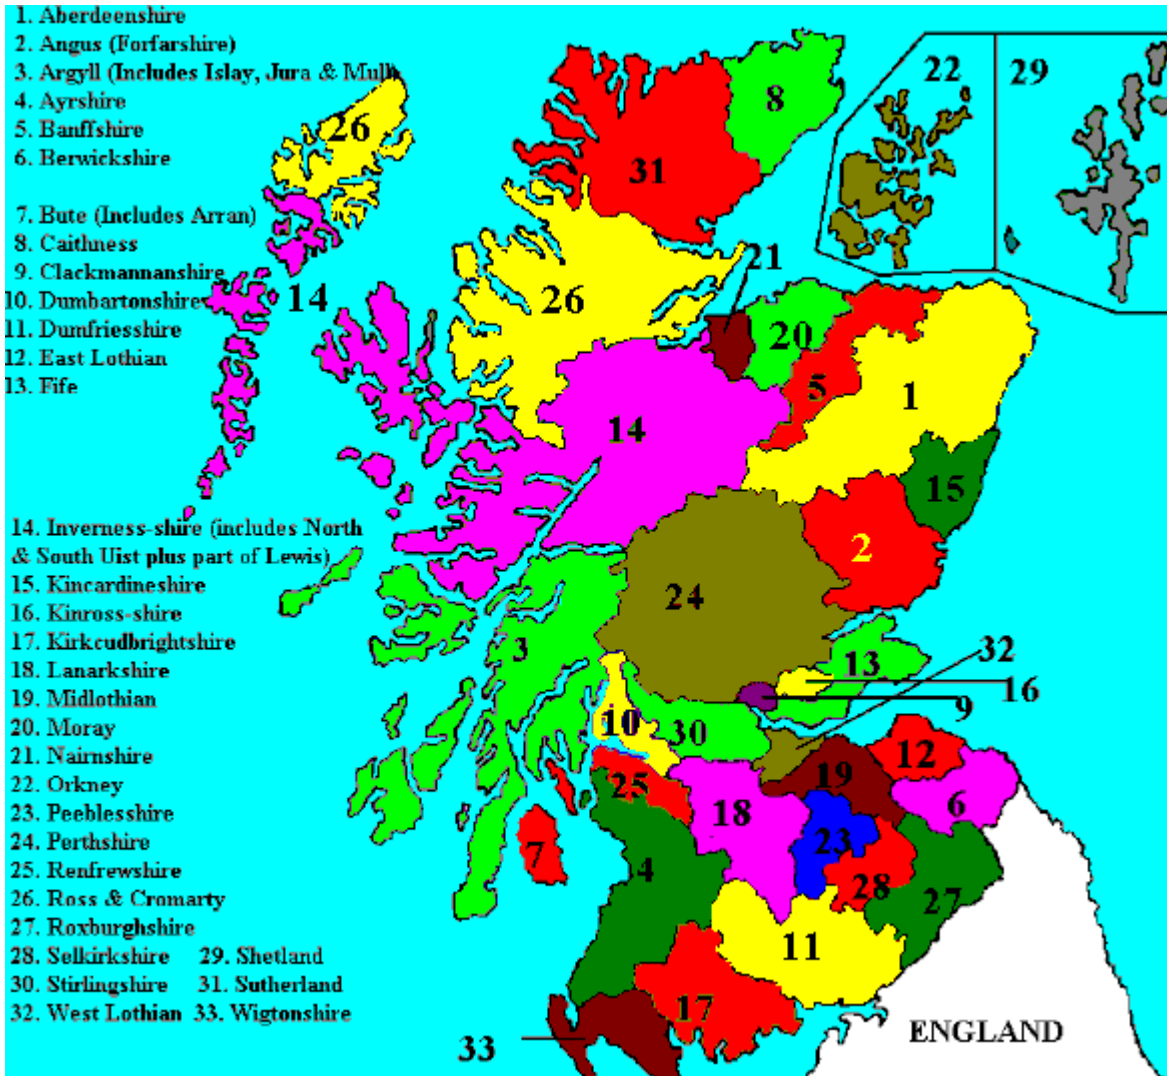 1. Aberdeenshire
2. Angus (Forfarshire)
3. Argyll (Includes Islay, Jura & Mull)
4. Ayrshire
5. Banffshire
6. Berwickshire
7. Bute (Includes Arran)
8. Caithness
9. Clackmannanshire
10. Dumbartonshire
11. Dumfriesshire
12. East Lothian
13. Fife
14. Inverness-shire (includes North
& South Uist plus part of Lewis)
15. Kincardineshire
16. Kinross-shire
17. Kirkcudbrightshire
18. Lanarkshire
19. Midlothian
20. Moray
21. Nairnshire
22. Orkney
23. Peeblesshire
24. Perthshire
25. Renfrewshire
26. Ross & Cromarty
27. Roxburghshire
28. Selkirkshire 29. Shetland
30. Stirlingshire 31. Sutherland
32. West Lothian 33. Wigtonshire
22
29
8
26
31
21
14
26
20
5
1
14
15
2
24
3
13
32
16
9
10
30
12
19
25
6
18
23
7
4
28
27
11
17
33
ENGLAND